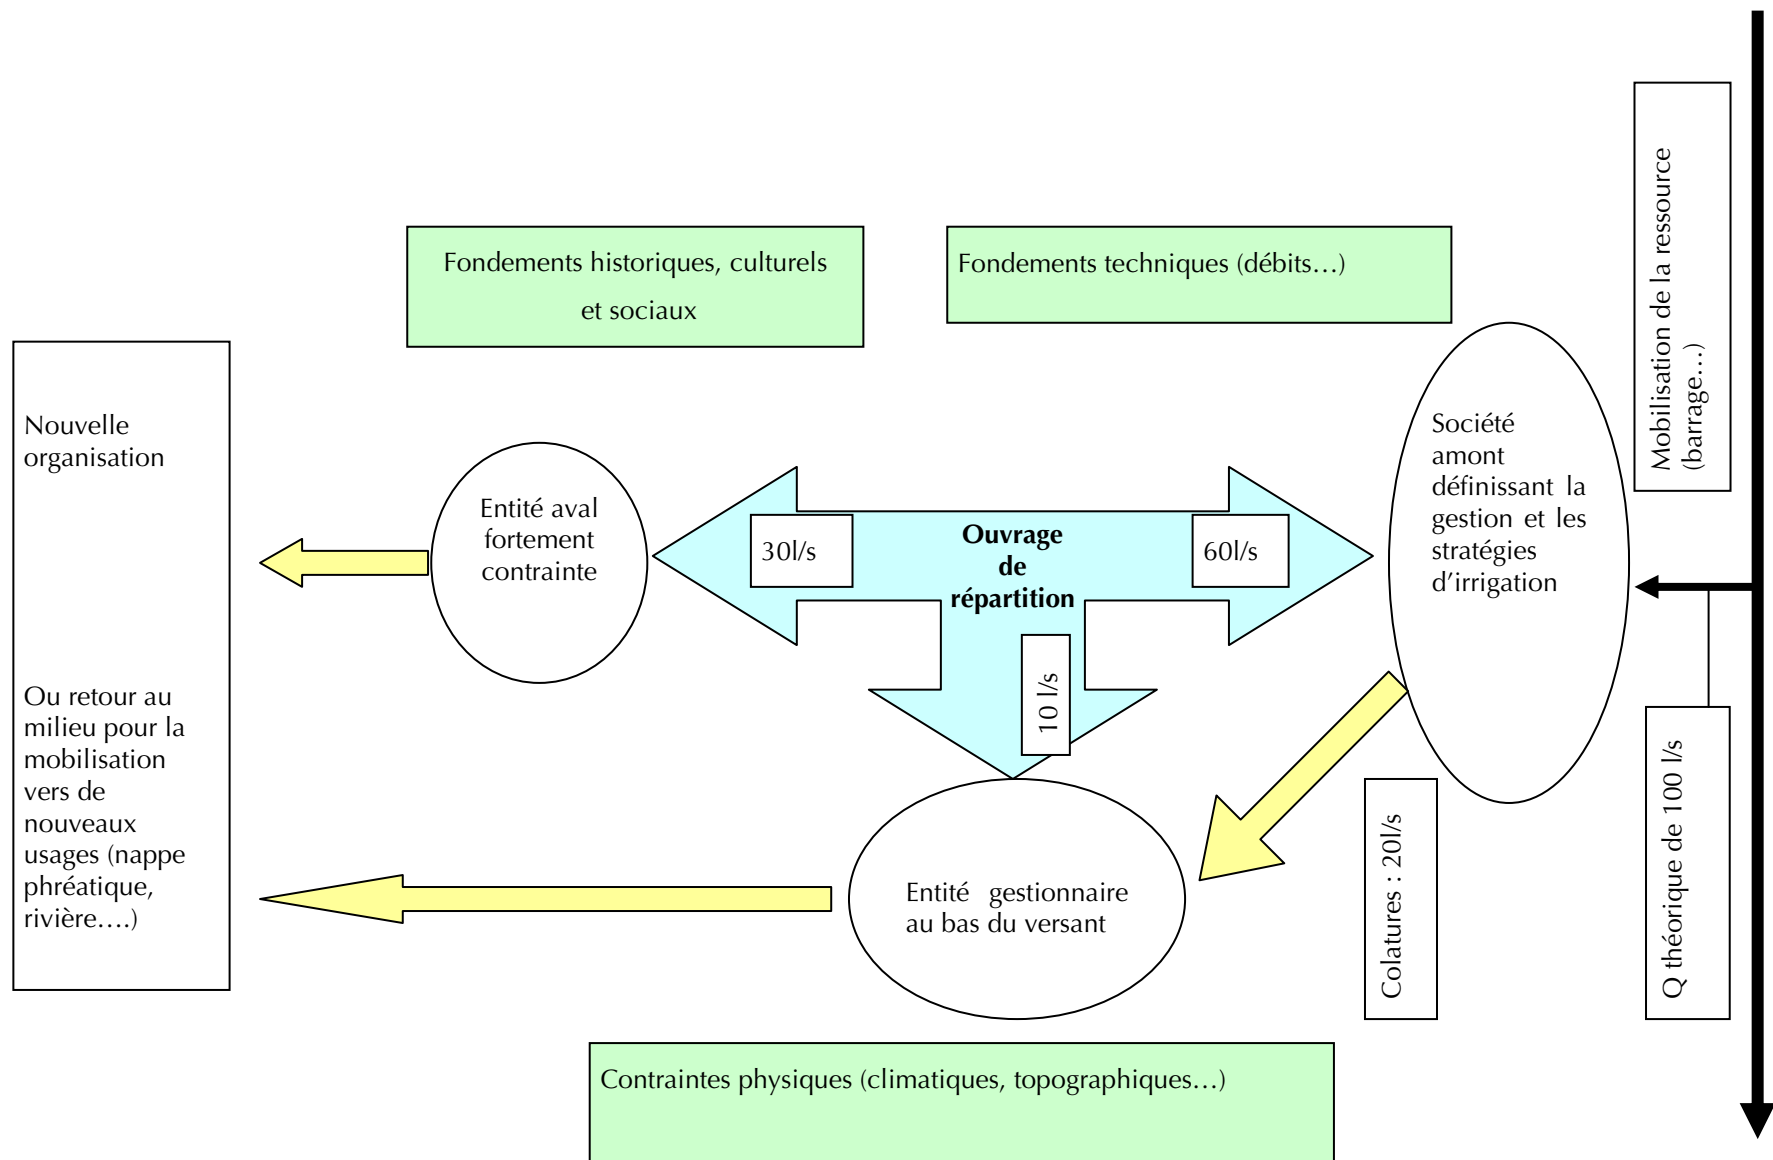 Fondements historiques, culturels
et sociaux
Fondements techniques (débits…)
Mobilisation de la ressource
(barrage…)
Nouvelle
organisation
Ou retour au
milieu pour la
mobilisation
vers de
nouveaux
usages (nappe
phréatique,
rivière….)
Entité aval
fortement
contrainte
30l/s
Ouvrage
de
répartition
60l/s
10 l/s
Société
amont
définissant la
gestion et les
stratégies
d’irrigation
Entité gestionnaire
au bas du versant
Colatures : 20l/s
Q théorique de 100 l/s
Contraintes physiques (climatiques, topographiques…)